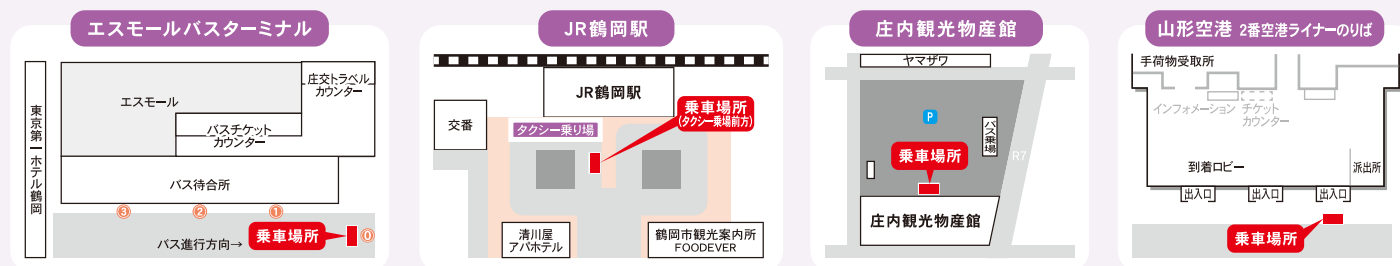 エスモールバスターミナル
東京第一ホテル鶴岡
エスモール
庄交トラベル
カウンター
バスチケット
カウンター
バス待合所
③
②
①
バス進行方向→
乗車場所
⓪
JR鶴岡駅
JR鶴岡駅
交番
タクシー乗り場
乗車場所
(タクシー乗場前方)
清川屋
アパホテル
鶴岡市観光案内所
FOODEVER
庄内観光物産館
ヤマザワ
P
バス乗場
R7
乗車場所
庄内観光物産館
山形空港 2番空港ライナーのりば
手荷物受取所
インフォメーション
チケット
カウンター
到着ロビー
派出所
出入口
出入口
出入口
乗車場所